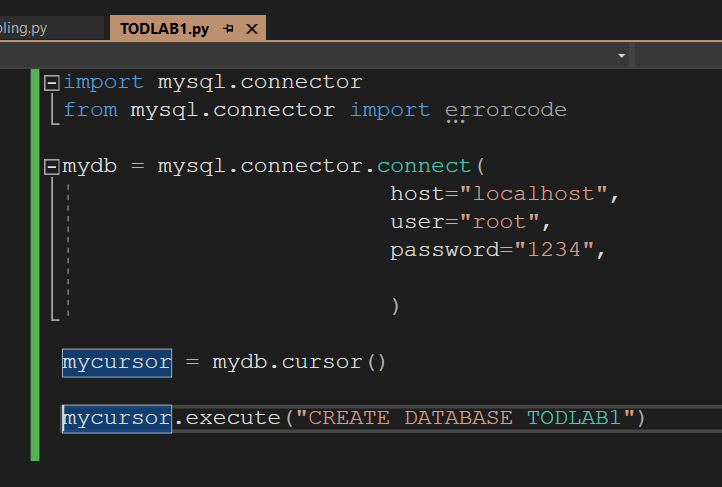 ling.py TODLAB1.py
import mysql.connector
from mysql.connector import errorcode
mydb = mysql.connector.connect(
host="localhost",
user="root",
password="1234",
)
mycursor = mydb.cursor()
mycursor.execute("CREATE DATABASE TODLAB1")